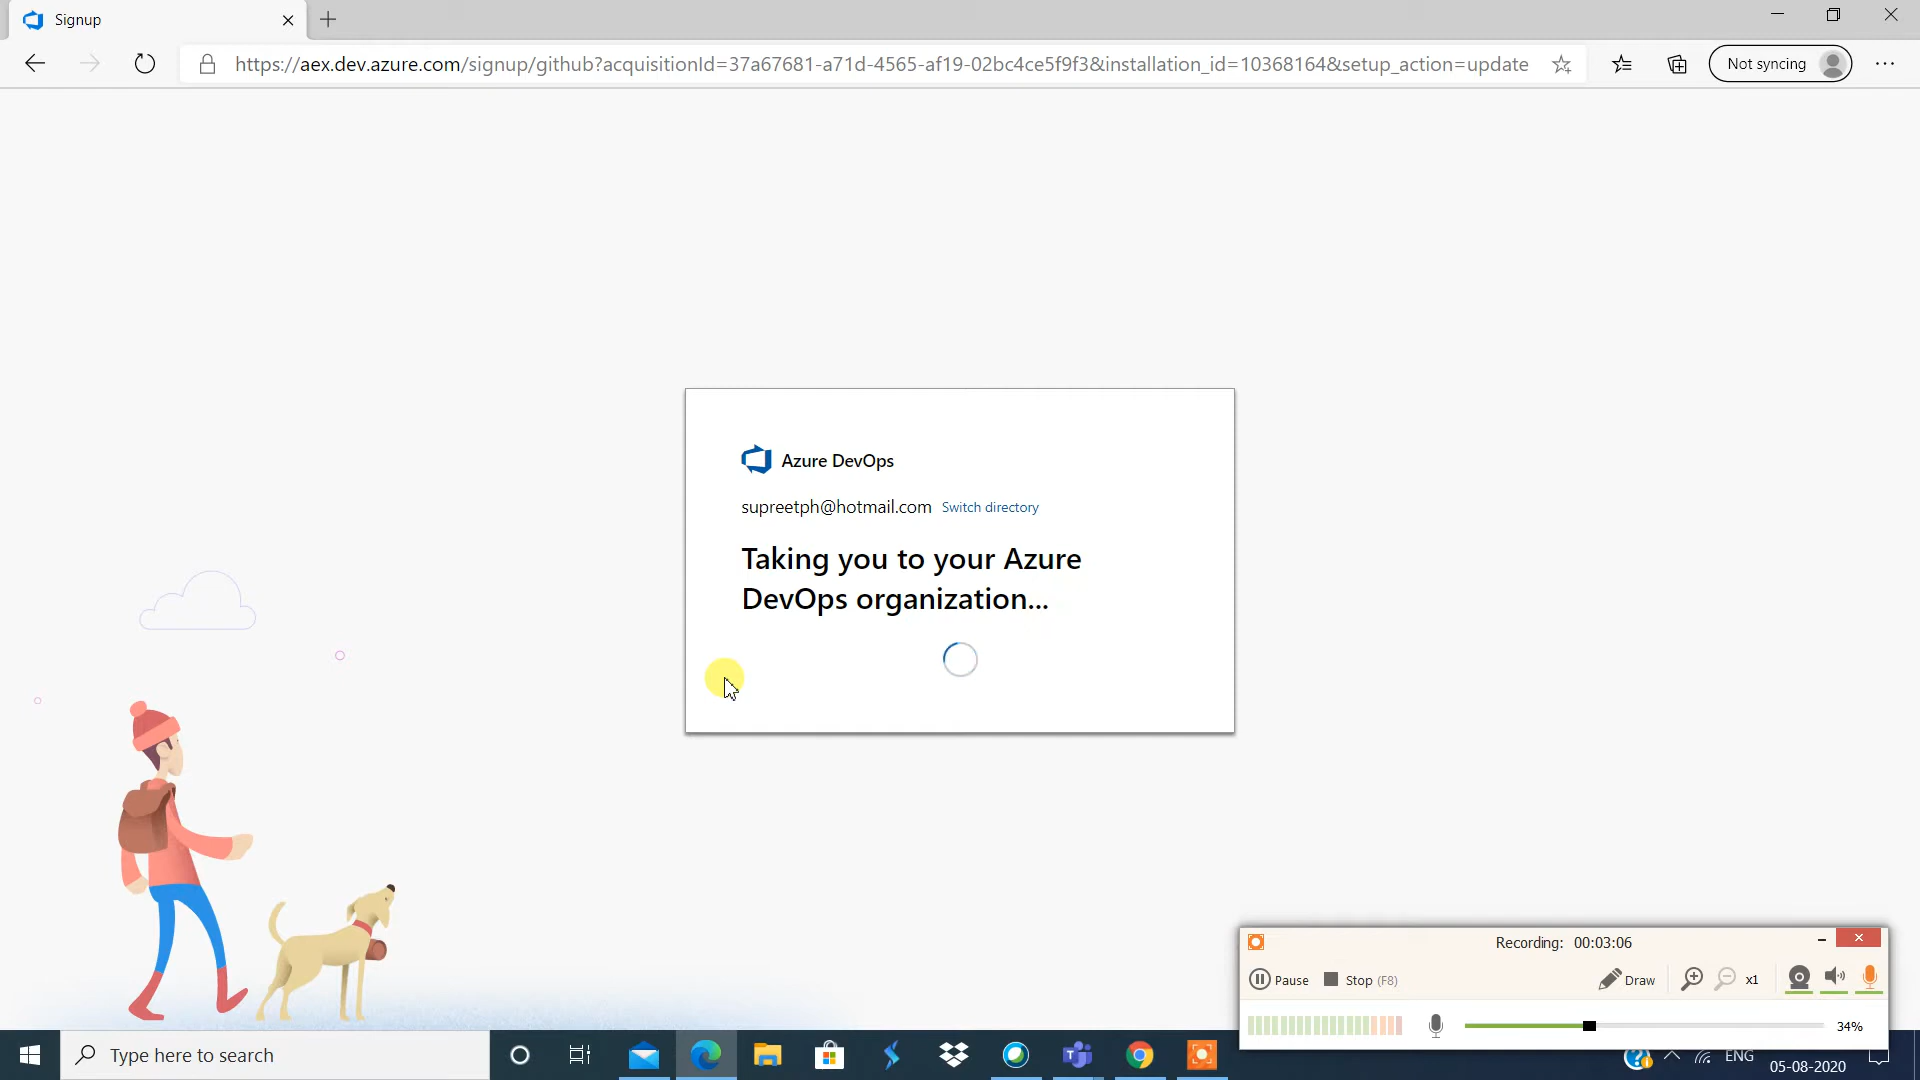 Signup
https://aex.dev.azure.com/signup/github?acquisitionId=37a67681-a71d-4565-af19-02bc4ce5f9f3&installation_id=10368164&setup_action=update
Not syncing
Azure DevOps
supreetph@hotmail.com Switch directory
Taking you to your Azure
DevOps organization...
Recording: 00:03:06
Pause Stop (F8) Draw x1
34%
Type here to search
ENG
05-08-2020